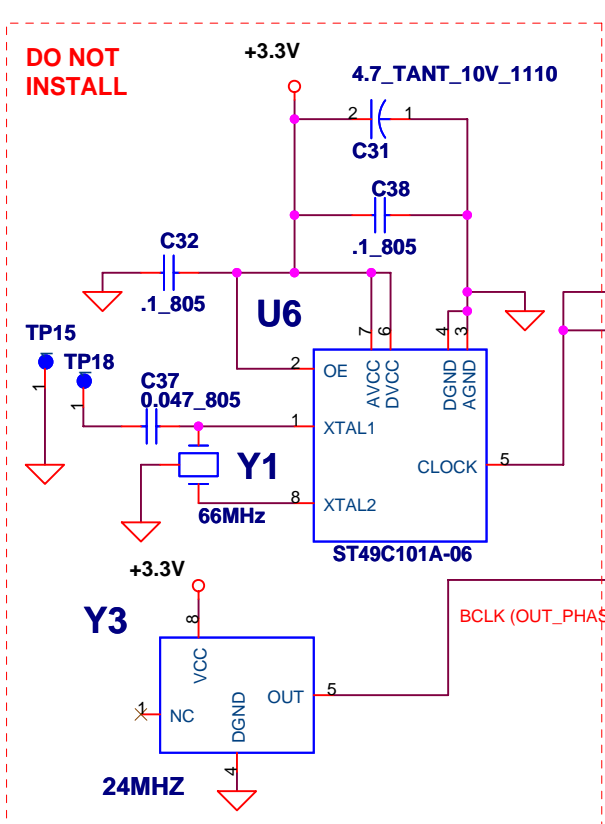 DO NOT
INSTALL
+3.3V
4.7_TANT_10V_1110
2
1
C31
C38
.1_805
C32
.1_805
U6
7
6
4
3
TP15
TP18
1
1
C37
0.047_805
2
OE
AVCC
DVCC
DGND
AGND
1
XTAL1
Y1
CLOCK
5
8
XTAL2
66MHz
ST49C101A-06
+3.3V
Y3
8
VCC
BCLK (OUT_PHAS
1
NC
DGND
OUT
5
4
24MHZ